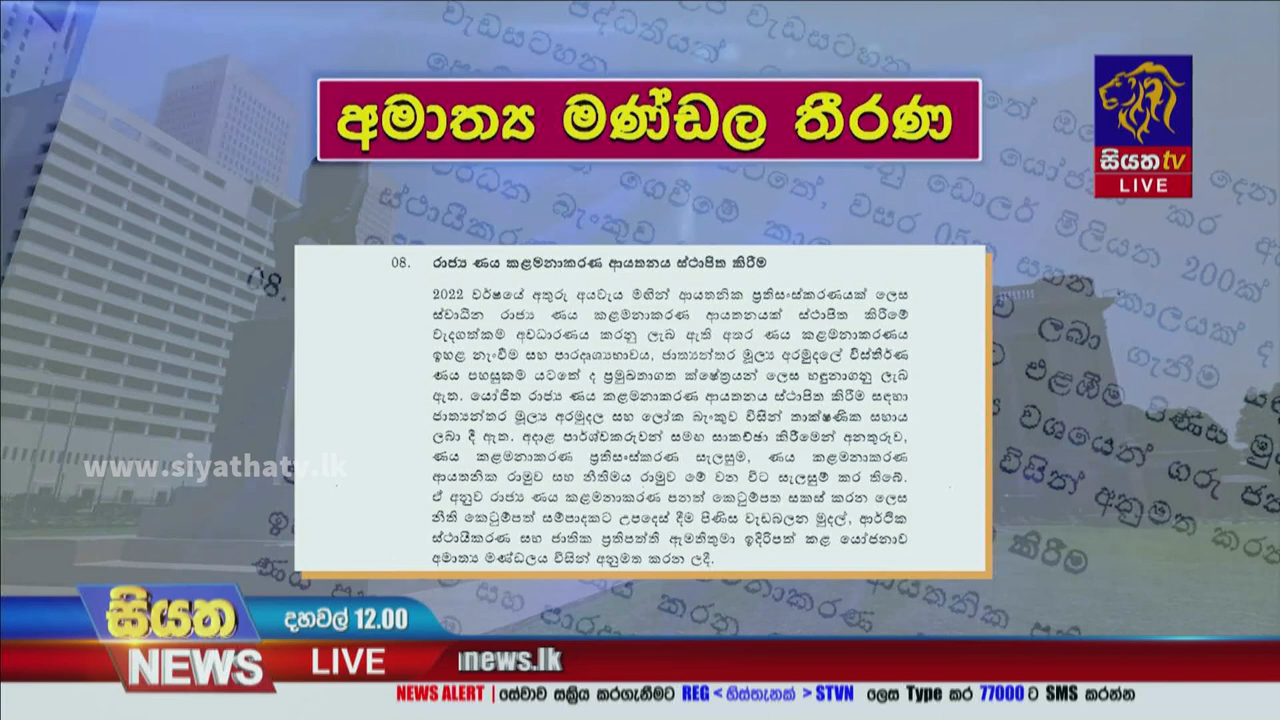 අමාත්‍ය මණ්ඩල තීරණ
සියත tv
LIVE
08. රාජ්‍ය ණය කළමනාකරණ ආයතනය ස්ථාපිත කිරීම
2022 වර්ෂයේ අතුරු අයවැය මඟින් ආයතනික ප්‍රතිසංස්කරණයක් ලෙස
ස්වාධීන රාජ්‍ය ණය කළමනාකරණ ආයතනයක් ස්ථාපිත කිරීමේ
වැදගත්කම අවධාරණය කරනු ලැබ ඇති අතර ණය කළමනාකරණය
ඉහළ නැංවීම සහ පාරදෘශ්‍යභාවය, ජාත්‍යන්තර මූල්‍ය අරමුදලේ විස්තීර්ණ
ණය පහසුකම යටතේ ද ප්‍රමුඛතාගත ක්ෂේත්‍රයන් ලෙස හඳුනාගනු ලැබ
ඇත. යෝජිත රාජ්‍ය ණය කළමනාකරණ ආයතනය ස්ථාපිත කිරීම සඳහා
ජාත්‍යන්තර මූල්‍ය අරමුදල සහ ලෝක බැංකුව විසින් තාක්ෂණික සහාය
ලබා දී ඇත. අදාළ පාර්ශ්වකරුවන් සමඟ සාකච්ඡා කිරීමෙන් අනතුරුව,
ණය කළමනාකරණ ප්‍රතිසංස්කරණ සැලසුම, ණය කළමනාකරණ
ආයතනික රාමුව සහ නීතිමය රාමුව මේ වන විට සැලසුම් කර තිබේ.
ඒ අනුව රාජ්‍ය ණය කළමනාකරණ පනත් කෙටුම්පත සකස් කරන ලෙස
නීති කෙටුම්පත් සම්පාදකට උපදෙස් දීම පිණිස වැඩබලන මුදල්, ආර්ථික
ස්ථායීකරණ සහ ජාතික ප්‍රතිපත්ති ඇමතිතුමා ඉදිරිපත් කළ යෝජනාව
අමාත්‍ය මණ්ඩලය විසින් අනුමත කරන ලදී.
www.siyathatv.lk
සියත
දහවල් 12.00
NEWS LIVE
news.lk
NEWS ALERT | සේවාව සක්‍රිය කරගැනීමට REG < හිස්තැනක් > STVN ලෙස Type කර 77000 ට SMS කරන්න